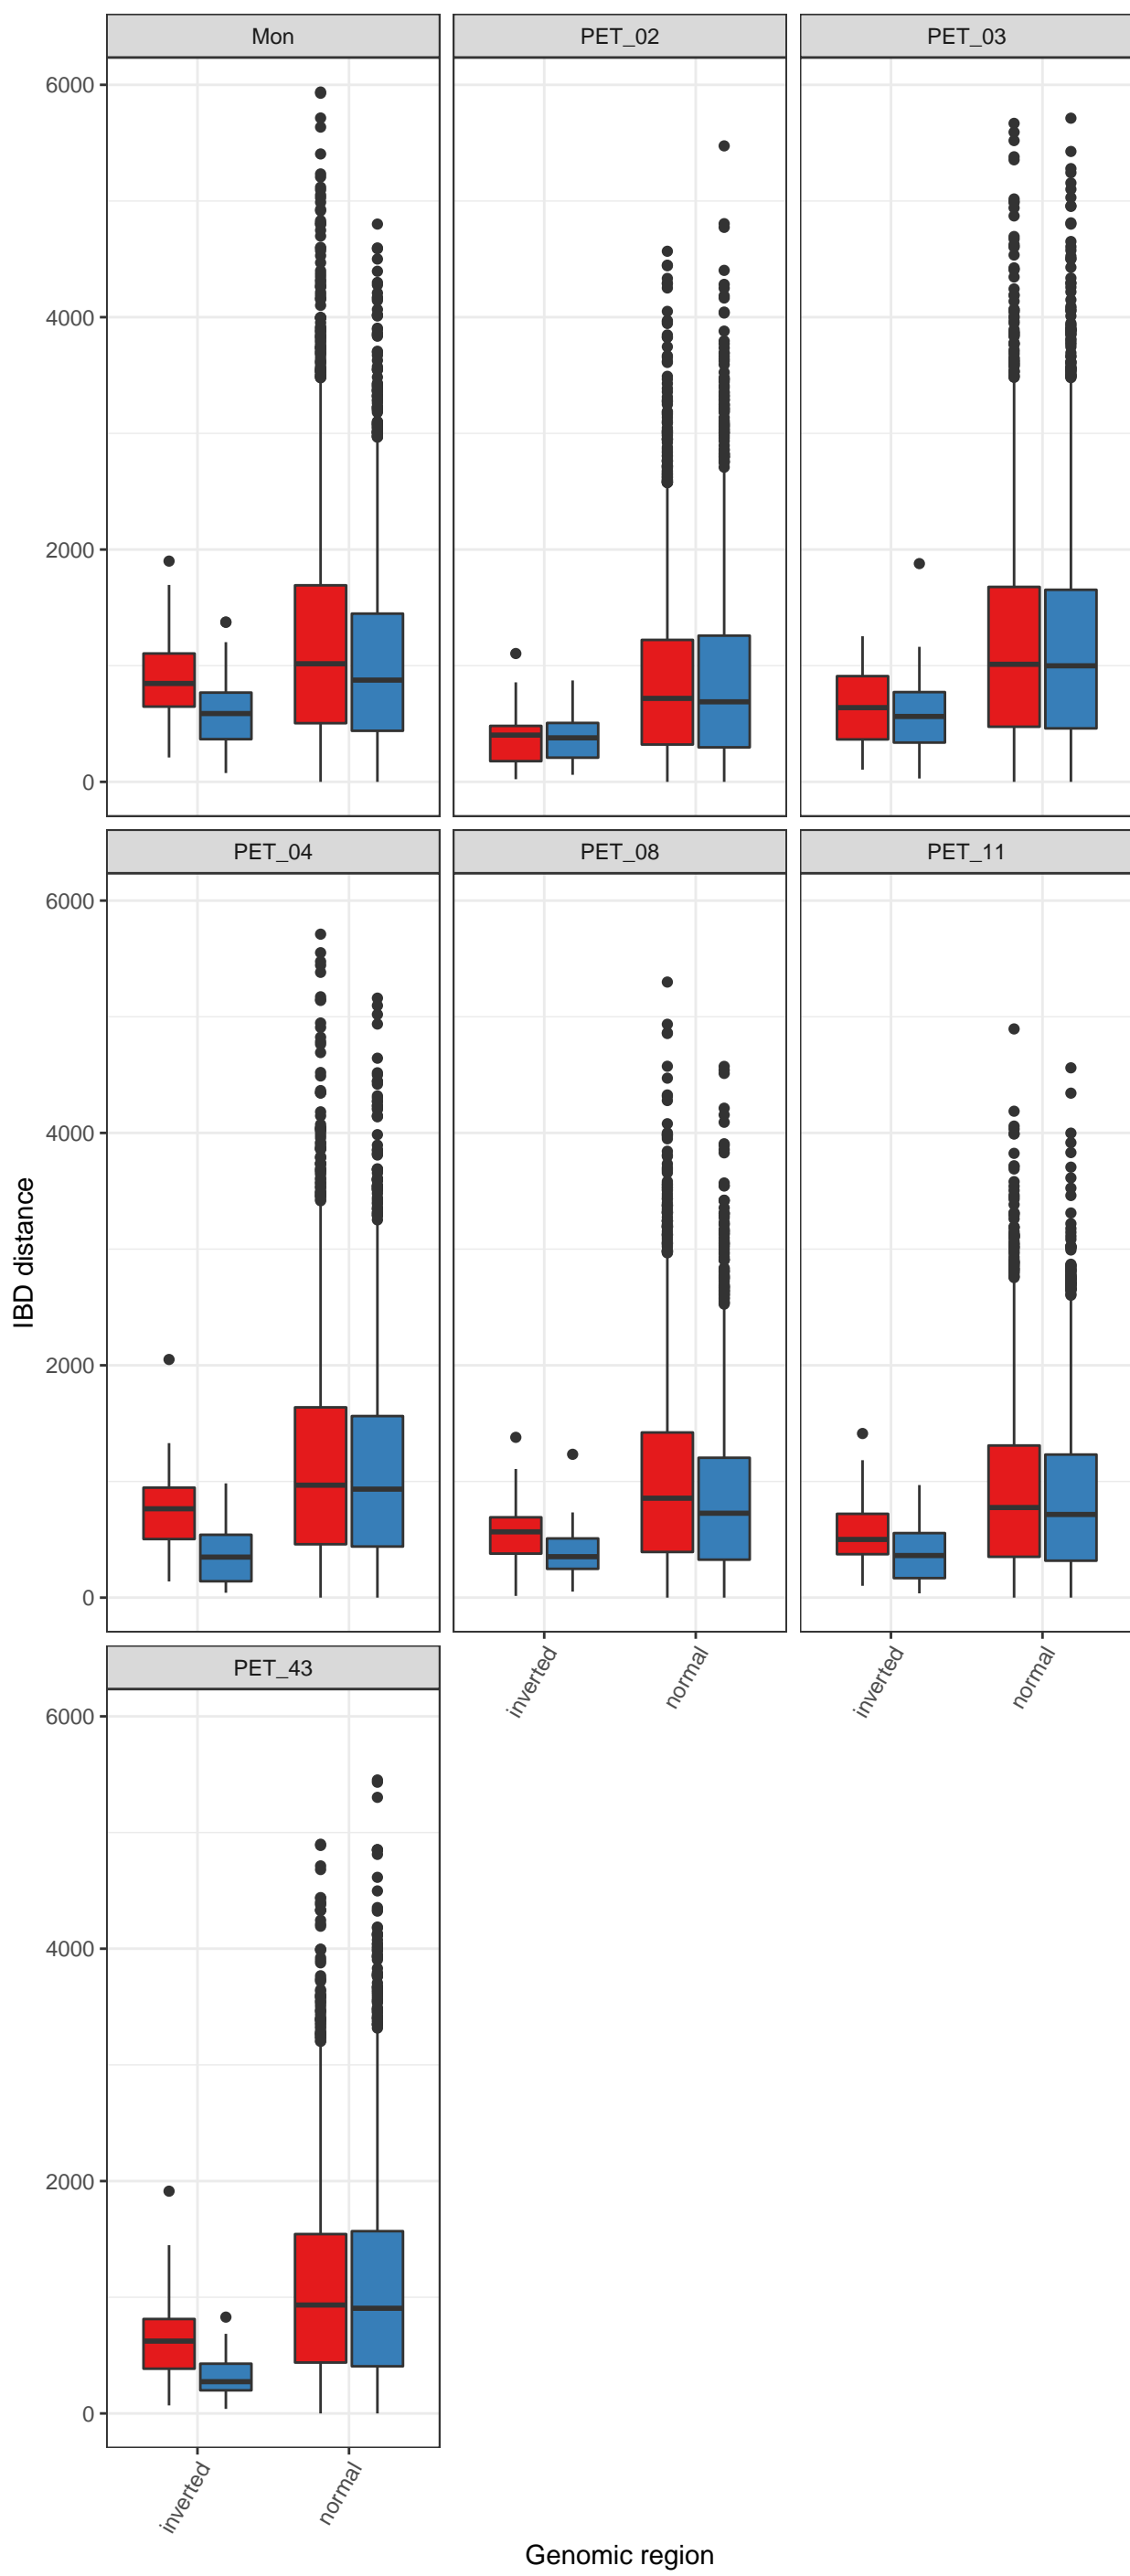 Mon
PET_02
PET_03
6000
4000
2000
0
PET_04
PET_08
PET_11
6000
4000
2000
0
IBD distance
PET_43
inverted
normal
inverted
normal
6000
4000
2000
0
inverted
normal
Genomic region